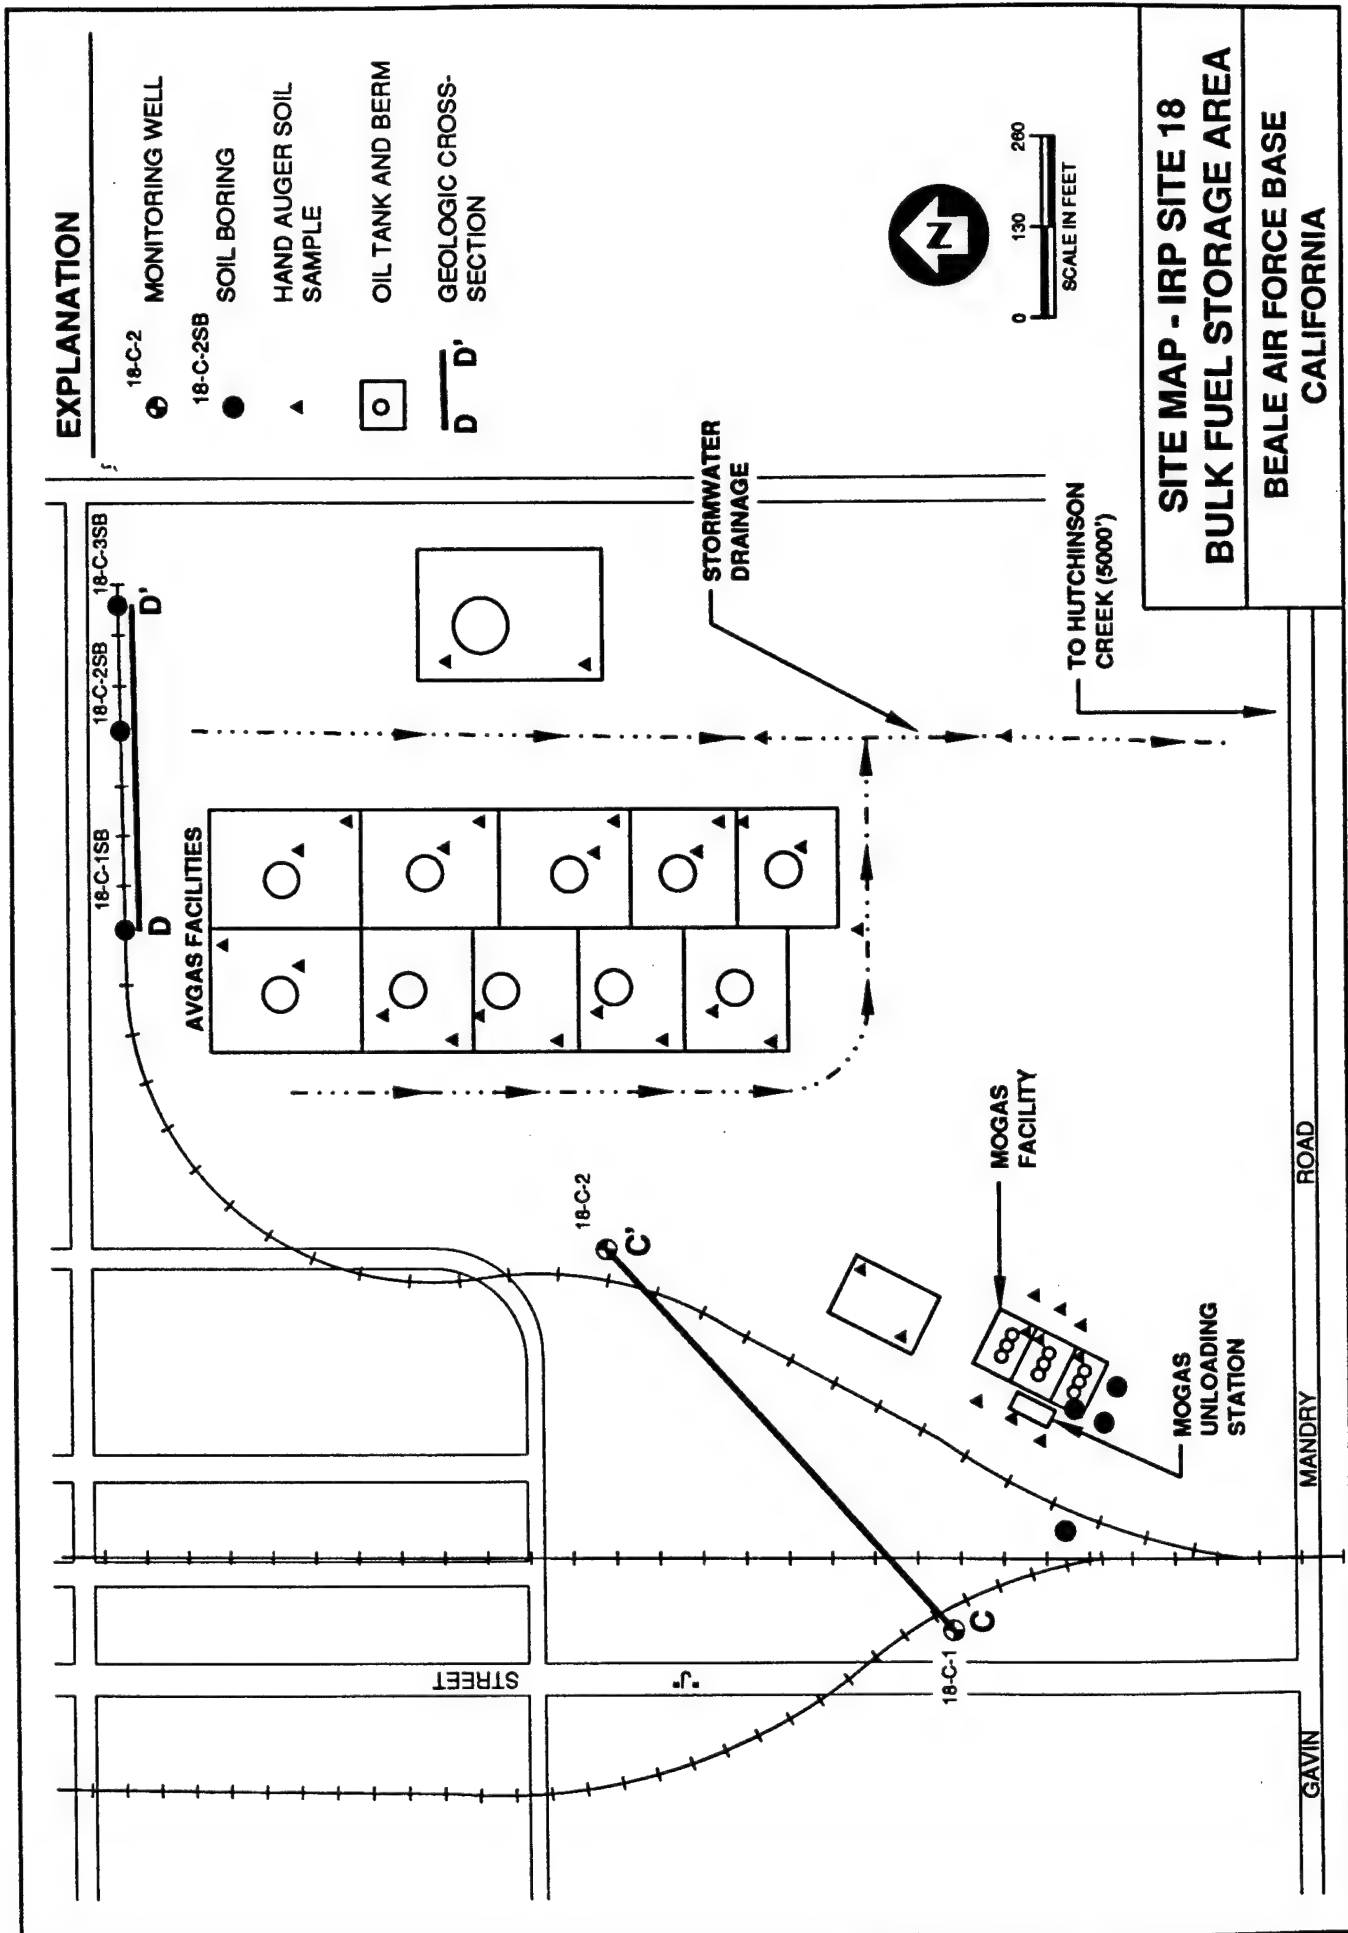 EXPLANATION
18-C-2
MONITORING WELL
18-C-2SB
SOIL BORING
HAND AUGER SOIL
SAMPLE
OIL TANK AND BERM
D D'
GEOLOGIC CROSS-
SECTION
N
0 130 260
SCALE IN FEET
SITE MAP - IRP SITE 18
BULK FUEL STORAGE AREA
BEALE AIR FORCE BASE
CALIFORNIA
18-C-1SB
18-C-2SB
18-C-3SB
D
D'
AVGAS FACILITIES
STORMWATER
DRAINAGE
TO HUTCHINSON
CREEK (5000')
18-C-2
C'
MOGAS
FACILITY
MOGAS
UNLOADING
STATION
C
18-C-1
"J"
STREET
GAVIN
MANDRY
ROAD